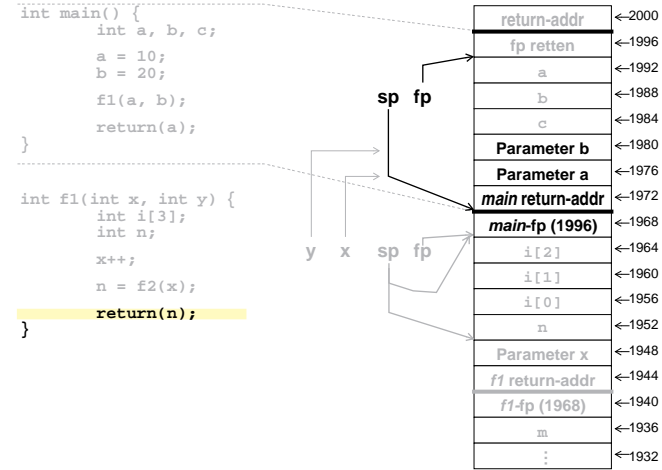 int main() {
int a, b, c;
a = 10;
b = 20;
f1(a, b);
return(a);
}
int f1(int x, int y) {
int i[3];
int n;
x++;
n = f2(x);
return(n);
}
sp fp
y x sp fp
return-addr
fp retten
a
b
c
Parameter b
Parameter a
main return-addr
main-fp (1996)
i[2]
i[1]
i[0]
n
Parameter x
f1 return-addr
f1-fp (1968)
m
⋮
2000
1996
1992
1988
1984
1980
1976
1972
1968
1964
1960
1956
1952
1948
1944
1940
1936
1932